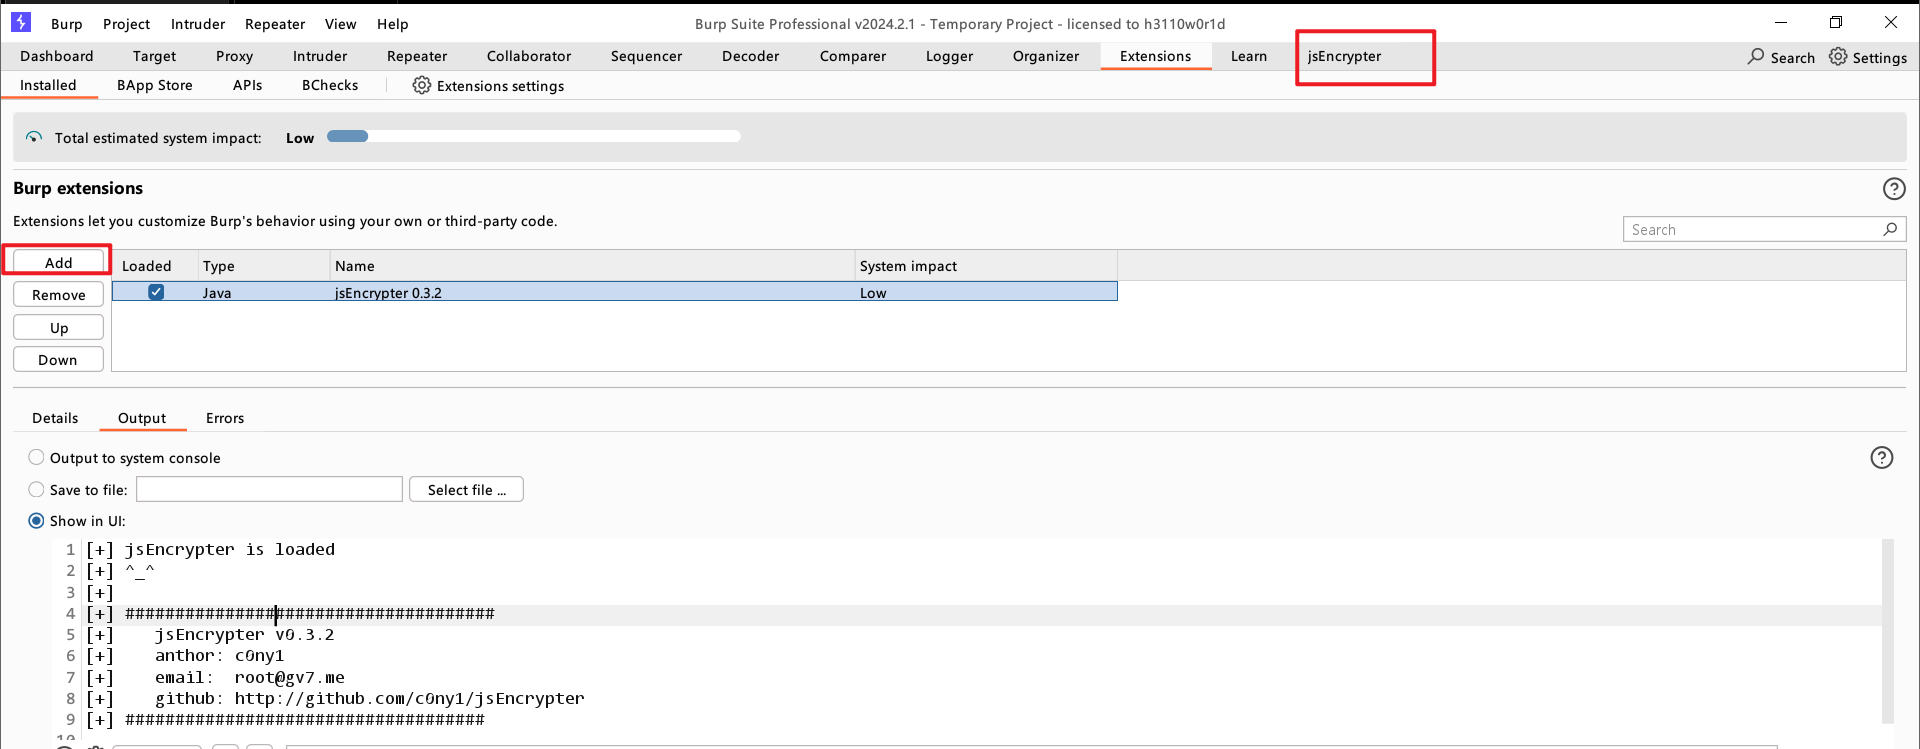 Burp Project Intruder Repeater View Help Burp Suite Professional v2024.2.1 - Temporary Project - licensed to h3110w0r1d
Dashboard Target Proxy Intruder Repeater Collaborator Sequencer Decoder Comparer Logger Organizer Extensions Learn jsEncrypter Search Settings
Installed BApp Store APIs BChecks Extensions settings
Total estimated system impact: Low
Burp extensions
Extensions let you customize Burp's behavior using your own or third-party code.
Search
Add Loaded Type Name System impact
Remove Java jsEncrypter 0.3.2 Low
Up
Down
Details Output Errors
Output to system console
Save to file: Select file ...
Show in UI:
1 [+] jsEncrypter is loaded
2 [+] ^_^
3 [+]
4 [+] #####################################
5 [+] jsEncrypter v0.3.2
6 [+] anthor: c0ny1
7 [+] email: root@gv7.me
8 [+] github: http://github.com/c0ny1/jsEncrypter
9 [+] ####################################
10